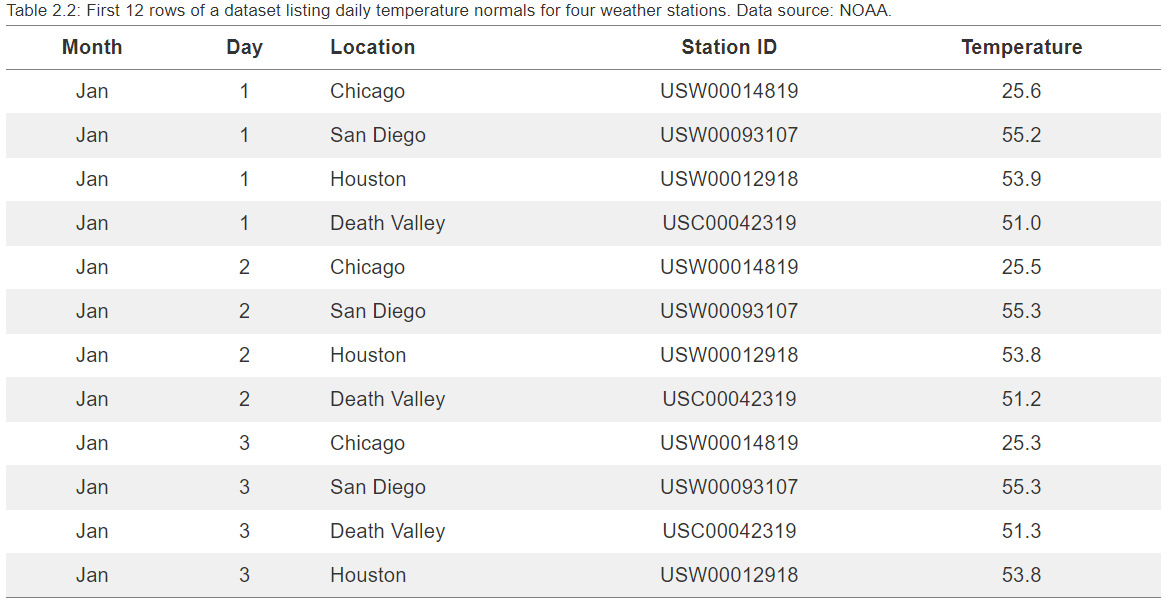 Table 2.2: First 12 rows of a dataset listing daily temperature normals for four weather stations. Data source: NOAA.
Month Day Location Station ID Temperature
Jan 1 Chicago USW00014819 25.6
Jan 1 San Diego USW00093107 55.2
Jan 1 Houston USW00012918 53.9
Jan 1 Death Valley USC00042319 51.0
Jan 2 Chicago USW00014819 25.5
Jan 2 San Diego USW00093107 55.3
Jan 2 Houston USW00012918 53.8
Jan 2 Death Valley USC00042319 51.2
Jan 3 Chicago USW00014819 25.3
Jan 3 San Diego USW00093107 55.3
Jan 3 Death Valley USC00042319 51.3
Jan 3 Houston USW00012918 53.8